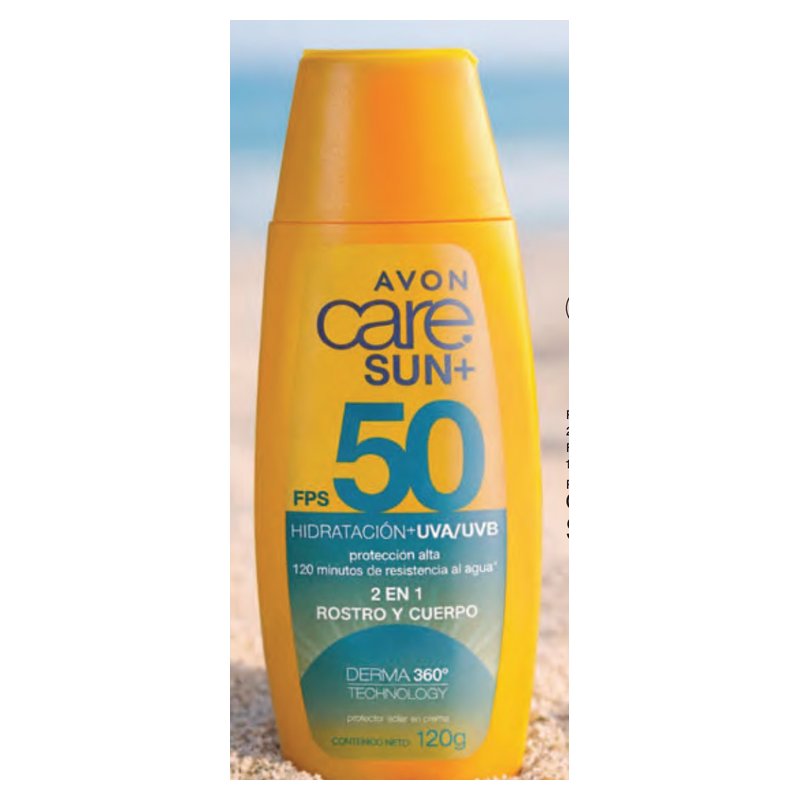 AVON
care
SUN+
FPS 50
HIDRATACIÓN+UVA/UVB
protección alta
120 minutos de resistencia al agua*
2 EN 1
ROSTRO Y CUERPO
DERMA 360°
TECHNOLOGY
protector solar en crema
CONTENIDO NETO: 120g